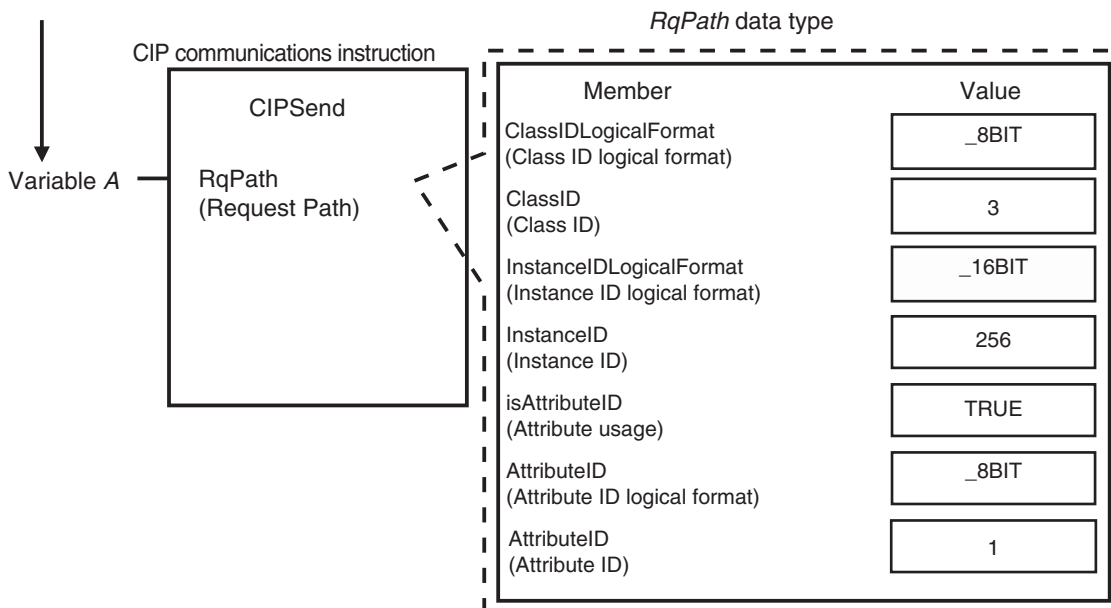 RqPath data type
CIP communications instruction
CIPSend
Variable A
RqPath
(Request Path)
Member Value
ClassIDLogicalFormat
(Class ID logical format)
_8BIT
ClassID
(Class ID)
3
InstanceIDLogicalFormat
(Instance ID logical format)
_16BIT
InstanceID
(Instance ID)
256
isAttributeID
(Attribute usage)
TRUE
AttributeID
(Attribute ID logical format)
_8BIT
AttributeID
(Attribute ID)
1